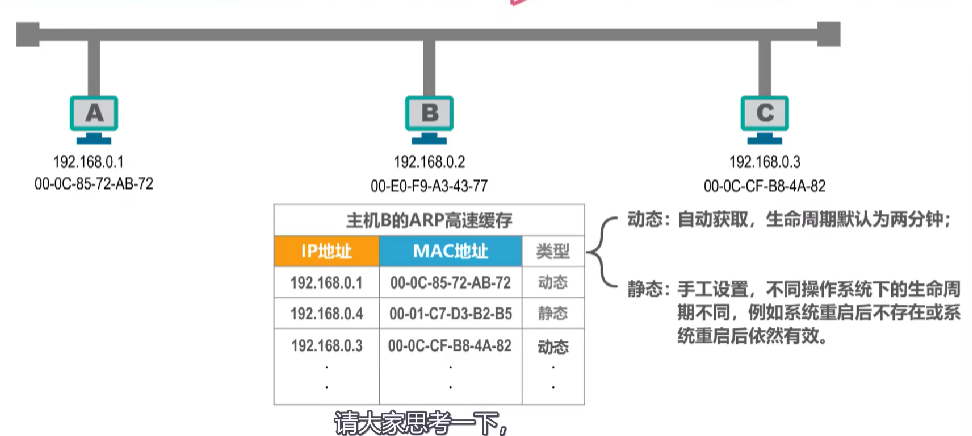 A
B
C
192.168.0.1
00-0C-85-72-AB-72
192.168.0.2
00-E0-F9-A3-43-77
192.168.0.3
00-0C-CF-B8-4A-82
主机B的ARP高速缓存
IP地址 MAC地址 类型
192.168.0.1 00-0C-85-72-AB-72 动态
192.168.0.4 00-01-C7-D3-B2-B5 静态
192.168.0.3 00-0C-CF-B8-4A-82 动态
动态：自动获取，生命周期默认为两分钟；
静态：手工设置，不同操作系统下的生命周
期不同，例如系统重启后不存在或系
统重启后依然有效。
请大家思考一下，